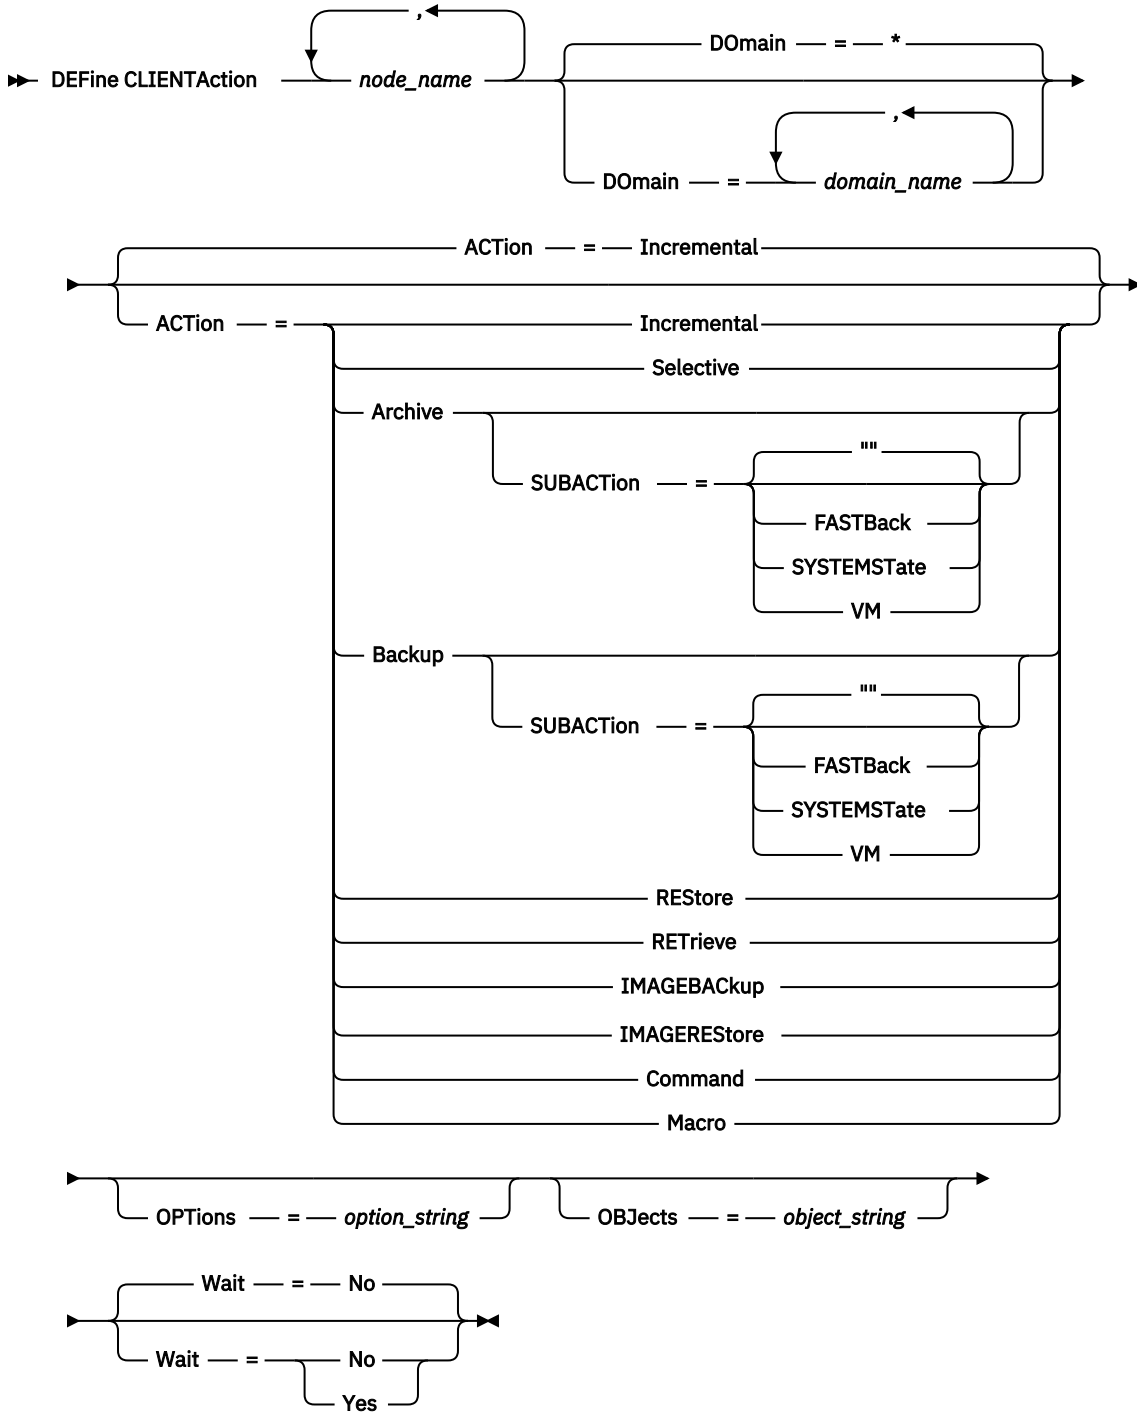 ,
DOmain = *
DEFine CLIENTAction node_name
,
DOmain = domain_name
ACTion = Incremental
ACTion = Incremental
Selective
Archive
""
SUBACTion =
FASTBack
SYSTEMSTate
VM
Backup
""
SUBACTion =
FASTBack
SYSTEMSTate
VM
REStore
RETrieve
IMAGEBACkup
IMAGEREStore
Command
Macro
OPTions = option_string OBJects = object_string
Wait = No
Wait = No
Yes